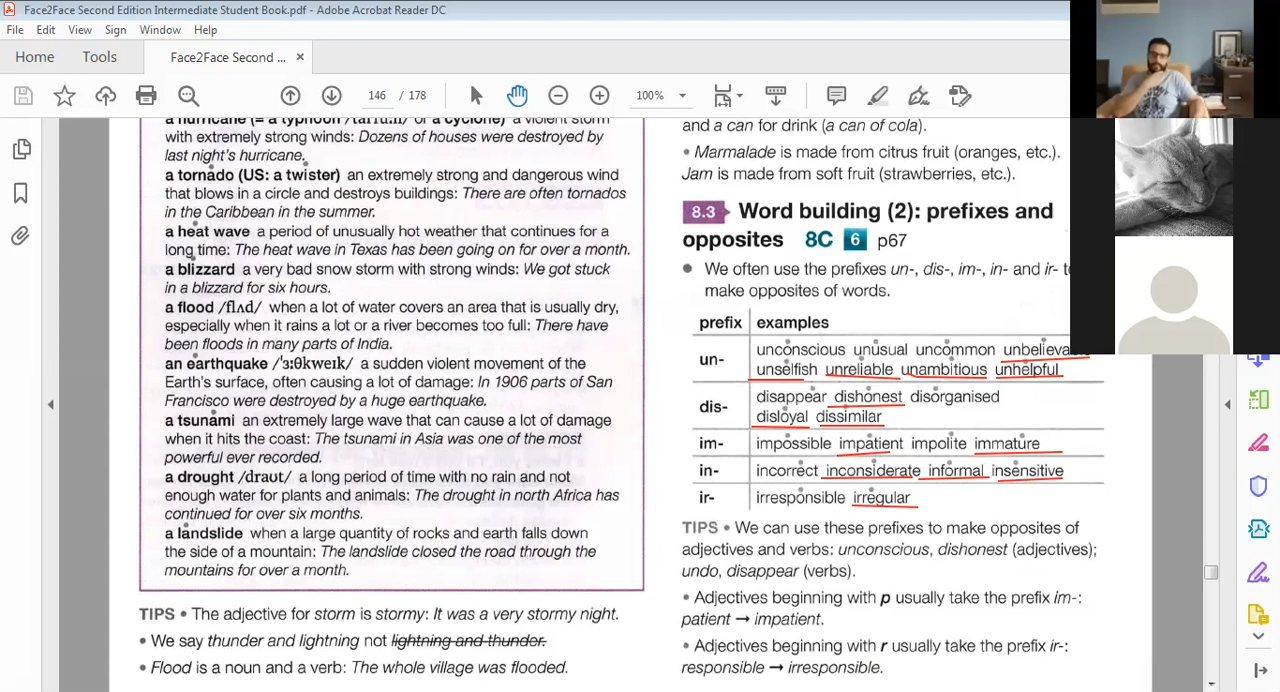 Face2Face Second Edition Intermediate Student Book.pdf - Adobe Acrobat Reader DC
File Edit View Sign Window Help
Home Tools Face2Face Second ... ×
146 / 178 100%
a hurricane (= a typhoon /taɪˈfuːn/ or a cyclone) a violent storm
with extremely strong winds: Dozens of houses were destroyed by
last night's hurricane.
a tornado (US: a twister) an extremely strong and dangerous wind
that blows in a circle and destroys buildings: There are often tornados
in the Caribbean in the summer.
a heat wave a period of unusually hot weather that continues for a
long time: The heat wave in Texas has been going on for over a month.
a blizzard a very bad snow storm with strong winds: We got stuck
in a blizzard for six hours.
a flood /flʌd/ when a lot of water covers an area that is usually dry,
especially when it rains a lot or a river becomes too full: There have
been floods in many parts of India.
an earthquake /ˈɜːθkweɪk/ a sudden violent movement of the
Earth's surface, often causing a lot of damage: In 1906 parts of San
Francisco were destroyed by a huge earthquake.
a tsunami an extremely large wave that can cause a lot of damage
when it hits the coast: The tsunami in Asia was one of the most
powerful ever recorded.
a drought /draʊt/ a long period of time with no rain and not
enough water for plants and animals: The drought in north Africa has
continued for over six months.
a landslide when a large quantity of rocks and earth falls down
the side of a mountain: The landslide closed the road through the
mountains for over a month.
TIPS • The adjective for storm is stormy: It was a very stormy night.
• We say thunder and lightning not lightning and thunder.
• Flood is a noun and a verb: The whole village was flooded.
and a can for drink (a can of cola).
• Marmalade is made from citrus fruit (oranges, etc.).
Jam is made from soft fruit (strawberries, etc.).
8.3 Word building (2): prefixes and
opposites 8C 6 p67
• We often use the prefixes un-, dis-, im-, in- and ir-
make opposites of words.
prefix examples
un- unconscious unusual uncommon
unselfish unreliable unambitious unhelpful
dis- disappear dishonest disorganised
disloyal dissimilar
im- impossible impatient impolite immature
in- incorrect inconsiderate informal insensitive
ir- irresponsible irregular
TIPS • We can use these prefixes to make opposites of
adjectives and verbs: unconscious, dishonest (adjectives);
undo, disappear (verbs).
• Adjectives beginning with p usually take the prefix im-:
patient → impatient.
• Adjectives beginning with r usually take the prefix ir-:
responsible → irresponsible.